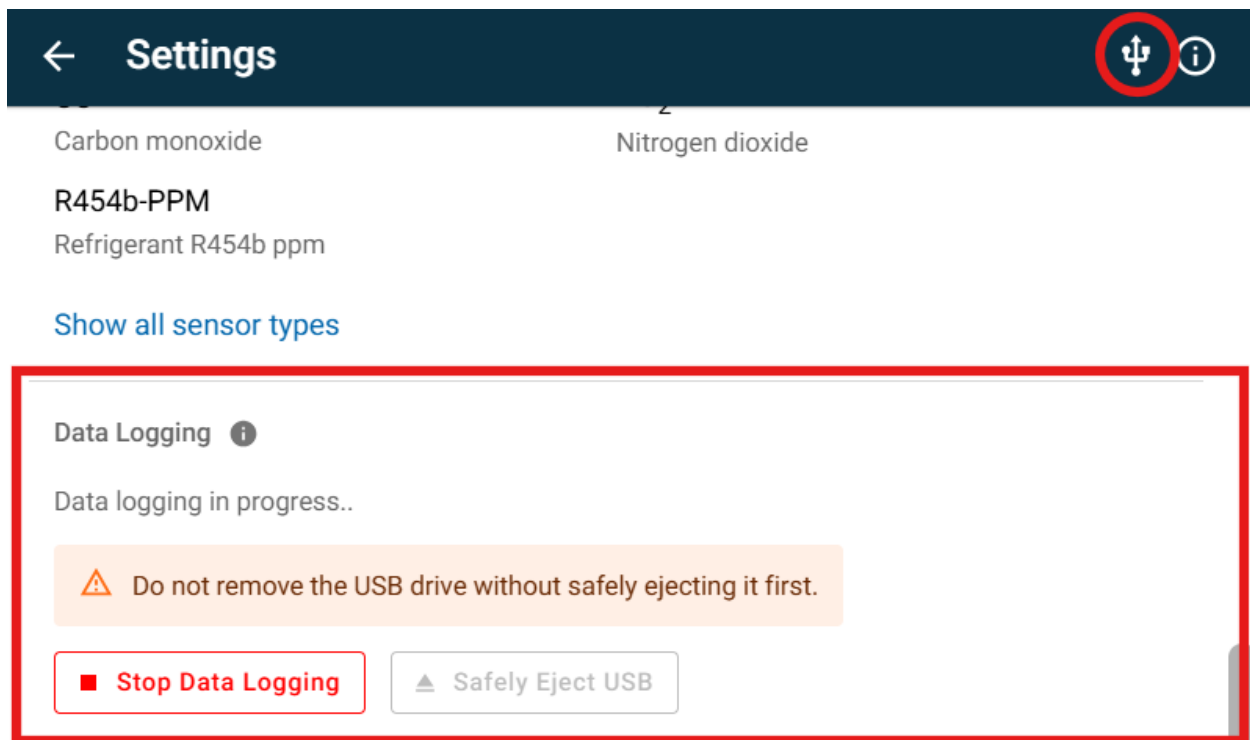 Settings
Carbon monoxide
Nitrogen dioxide
R454b-PPM
Refrigerant R454b ppm
Show all sensor types
Data Logging
Data logging in progress..
Do not remove the USB drive without safely ejecting it first.
Stop Data Logging
Safely Eject USB